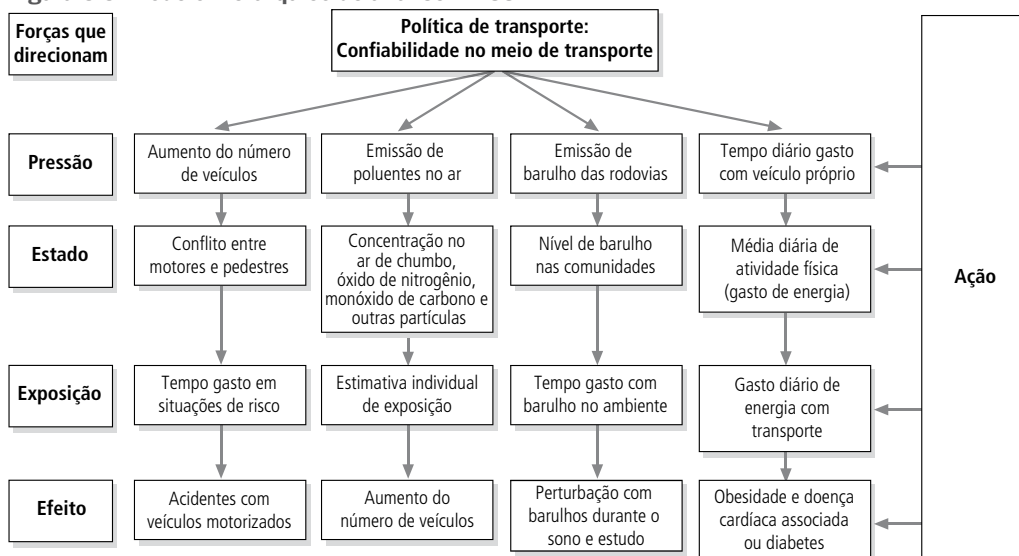 Forças que
direcionam
Política de transporte:
Confiabilidade no meio de transporte
Pressão
Aumento do número
de veículos
Emissão de
poluentes no ar
Emissão de
barulho das rodovias
Tempo diário gasto
com veículo próprio
Estado
Conflito entre
motores e pedestres
Concentração no
ar de chumbo,
óxido de nitrogênio,
monóxido de carbono e
outras partículas
Nível de barulho
nas comunidades
Média diária de
atividade física
(gasto de energia)
Ação
Exposição
Tempo gasto em
situações de risco
Estimativa individual
de exposição
Tempo gasto com
barulho no ambiente
Gasto diário de
energia com
transporte
Efeito
Acidentes com
veículos motorizados
Aumento do
número de veículos
Perturbação com
barulhos durante o
sono e estudo
Obesidade e doença
cardíaca associada
ou diabetes